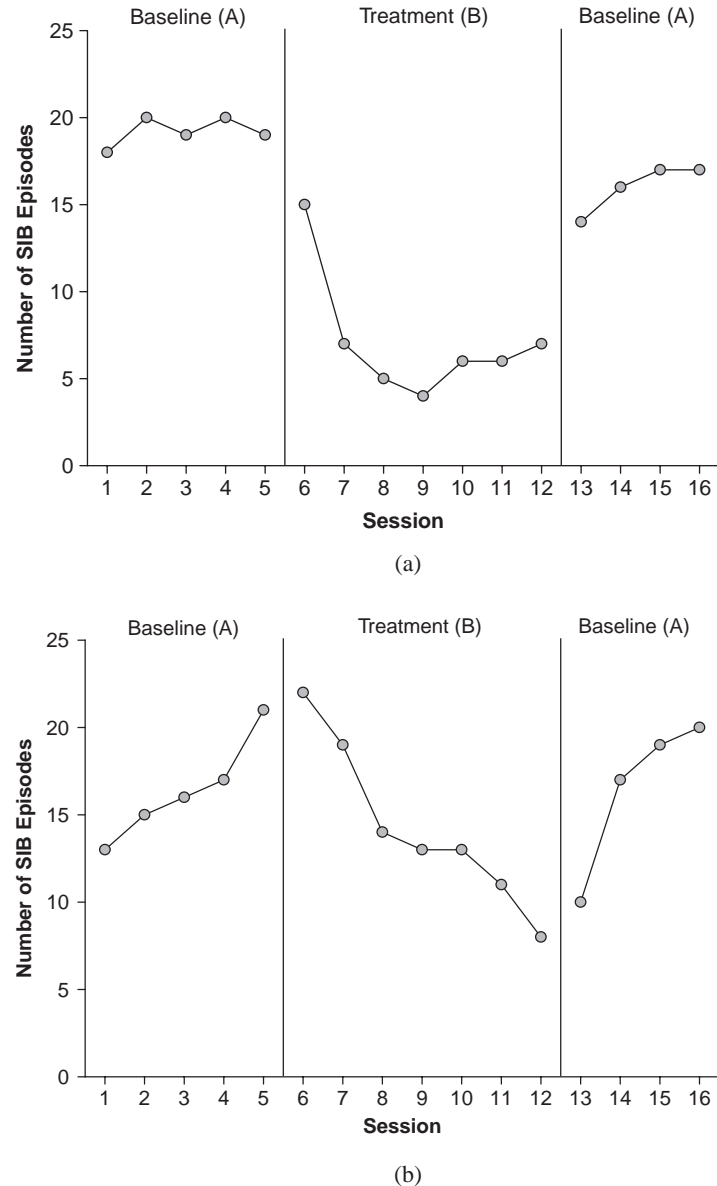 Baseline (A) Treatment (B) Baseline (A)
25
20
15
10
5
0
Number of SIB Episodes
1 2 3 4 5 6 7 8 9 10 11 12 13 14 15 16
Session
(a)
Baseline (A) Treatment (B) Baseline (A)
25
20
15
10
5
0
Number of SIB Episodes
1 2 3 4 5 6 7 8 9 10 11 12 13 14 15 16
Session
(b)